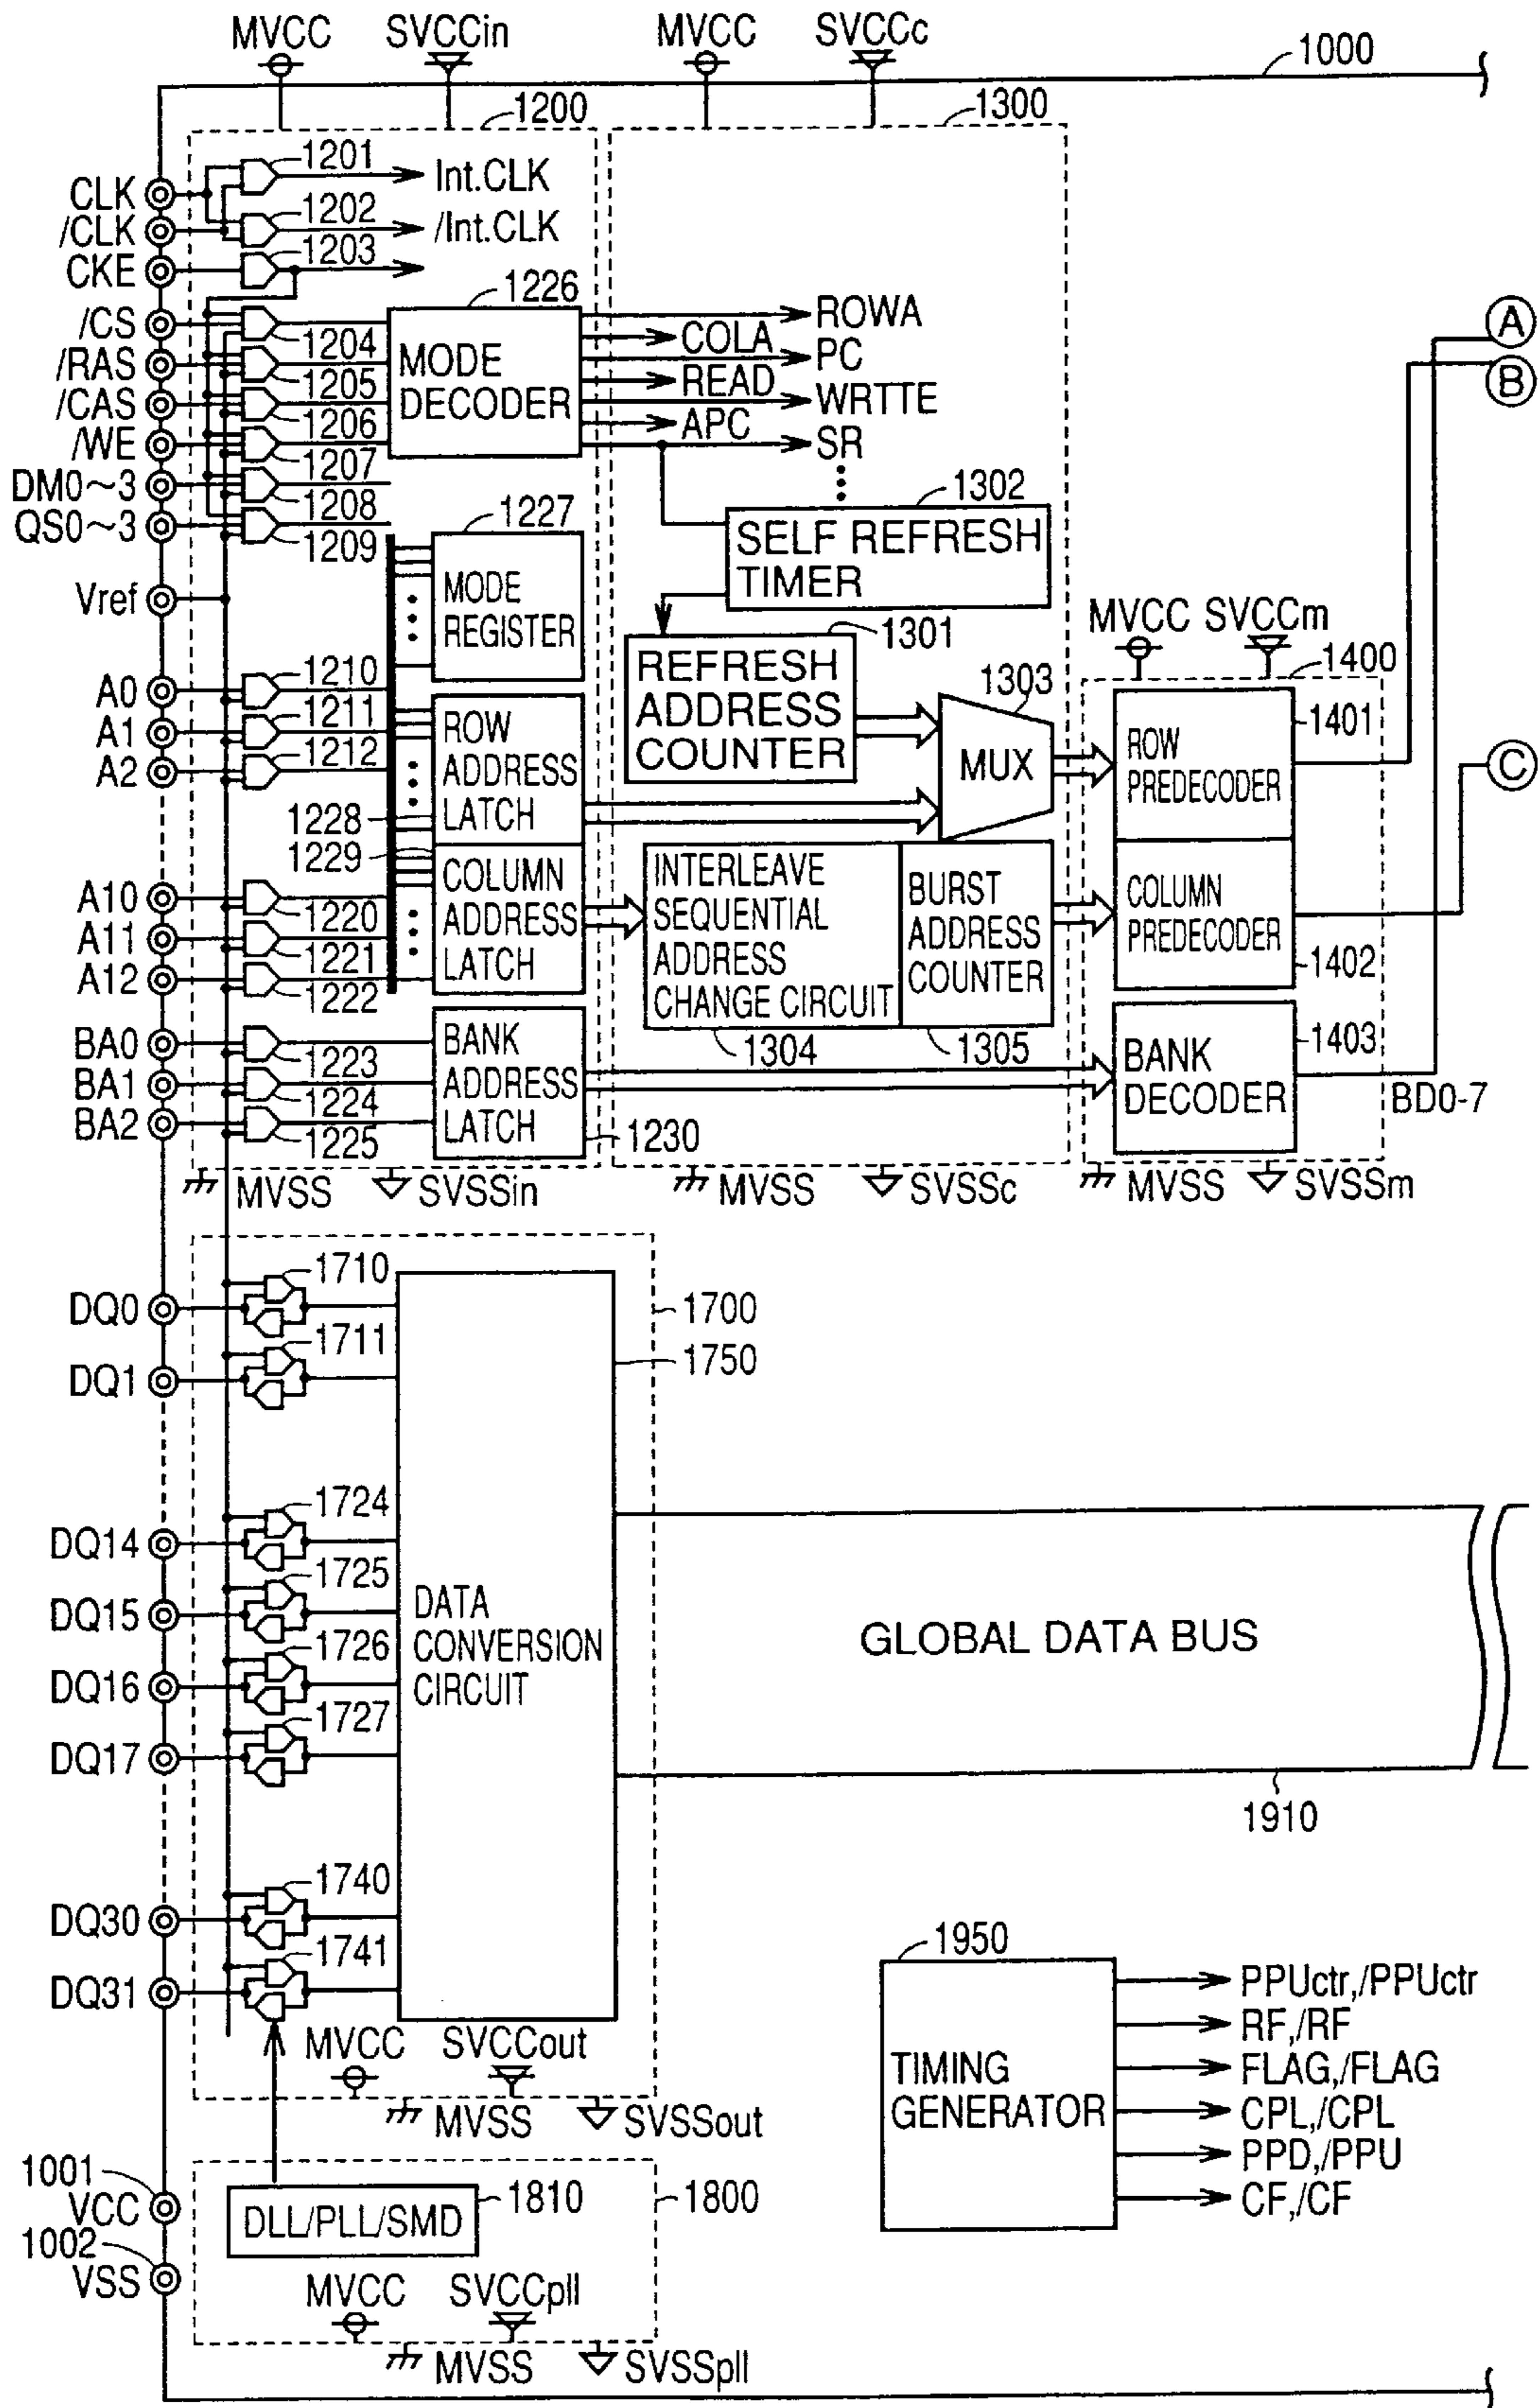 MVCC
SVCCin
MVCC
SVCCc
1000
1200
1300
CLK
1201
Int.CLK
/CLK
1202
/Int.CLK
CKE
1203
1226
/CS
1204
MODE
DECODER
ROWA
COLA
PC
READ
WRTTE
APC
SR
A
B
/RAS
1205
/CAS
1206
/WE
1207
DM0~3
1208
QS0~3
1209
1227
MODE
REGISTER
1302
SELF REFRESH
TIMER
Vref
1301
REFRESH
ADDRESS
COUNTER
1303
MUX
MVCC
SVCCm
1400
A0
1210
A1
1211
A2
1212
ROW
ADDRESS
LATCH
1228
1229
ROW
PREDECODER
1401
C
COLUMN
ADDRESS
LATCH
INTERLEAVE
SEQUENTIAL
ADDRESS
CHANGE CIRCUIT
BURST
ADDRESS
COUNTER
COLUMN
PREDECODER
1402
A10
1220
A11
1221
A12
1222
1304
1305
BA0
1223
BA1
1224
BA2
1225
BANK
ADDRESS
LATCH
1230
BANK
DECODER
1403
BD0-7
MVSS
SVSSin
MVSS
SVSSc
MVSS
SVSSm
DQ0
1710
1700
DQ1
1711
1750
DQ14
1724
DQ15
1725
DQ16
1726
DQ17
1727
DATA
CONVERSION
CIRCUIT
GLOBAL DATA BUS
1910
DQ30
1740
DQ31
1741
MVCC
SVCCout
MVSS
SVSSout
1950
TIMING
GENERATOR
PPUctr,/PPUctr
RF,/RF
FLAG,/FLAG
CPL,/CPL
PPD,/PPU
CF,/CF
1001
VCC
1002
VSS
DLL/PLL/SMD
1810
1800
MVCC
SVCCpll
MVSS
SVSSpll